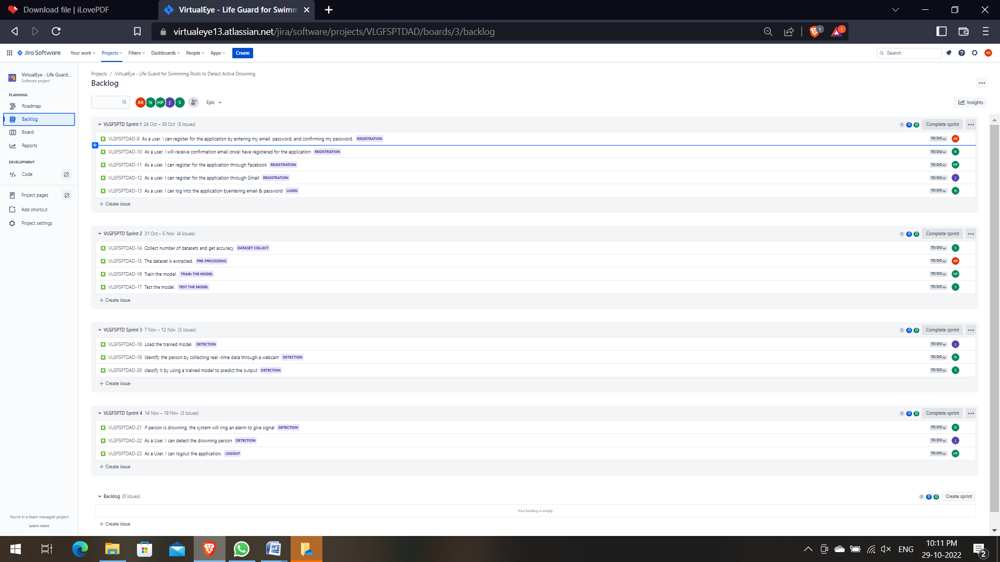 Download file | iLovePDF
VirtualEye - Life Guard for Swimm
virtualeye13.atlassian.net/jira/software/projects/VLGFSPTDAD/boards/3/backlog
1
1
Jira Software
Your work
Projects
Filters
Dashboards
People
Apps
Create
Search
AR
VirtualEye - Life Guard...
Software project
PLANNING
Roadmap
Backlog
Board
Reports
DEVELOPMENT
Code
Project pages
Add shortcut
Project settings
You're in a team-managed project
Learn more
Projects / VirtualEye - Life Guard for Swimming Pools to Detect Active Drowning
Backlog
AR N HP J S
Epic
Insights
VLGFSPTD Sprint 1 24 Oct – 30 Oct (5 issues) 0 0 0 Complete sprint
VLGFSPTDAD-9 As a user, I can register for the application by entering my email, password, and confirming my password. REGISTRATION TO DO AR
VLGFSPTDAD-10 As a user, I will receive confirmation email onceI have registered for the application REGISTRATION TO DO N
VLGFSPTDAD-11 As a user, I can register for the application through Facebook REGISTRATION TO DO HP
VLGFSPTDAD-12 As a user, I can register for the application through Gmail REGISTRATION TO DO J
VLGFSPTDAD-13 As a user, I can log into the application byentering email & password LOGIN TO DO N
+ Create issue
VLGFSPTD Sprint 2 31 Oct – 5 Nov (4 issues) 0 0 0 Complete sprint
VLGFSPTDAD-14 Collect number of datasets and get accuracy DATASET COLLECT TO DO S
VLGFSPTDAD-15 The dataset is extracted. PRE-PROCESSING TO DO AR
VLGFSPTDAD-16 Train the model. TRAIN THE MODEL TO DO HP
VLGFSPTDAD-17 Test the model. TEST THE MODEL TO DO S
+ Create issue
VLGFSPTD Sprint 3 7 Nov – 12 Nov (3 issues) 0 0 0 Complete sprint
VLGFSPTDAD-18 Load the trained model. DETECTION TO DO J
VLGFSPTDAD-19 Identify the person by collecting real -time data through a webcam DETECTION TO DO N
VLGFSPTDAD-20 classify it by using a trained model to predict the output DETECTION TO DO S
+ Create issue
VLGFSPTD Sprint 4 14 Nov – 19 Nov (3 issues) 0 0 0 Complete sprint
VLGFSPTDAD-21 If person is drowning, the system will ring an alarm to give signal DETECTION TO DO N
VLGFSPTDAD-22 As a User, I can detect the drowning person DETECTION TO DO J
VLGFSPTDAD-23 As a User, I can logout the application. LOGOUT TO DO HP
+ Create issue
Backlog (0 issues) 0 0 0 Create sprint
Your backlog is empty.
+ Create issue
ENG
10:11 PM
29-10-2022
2